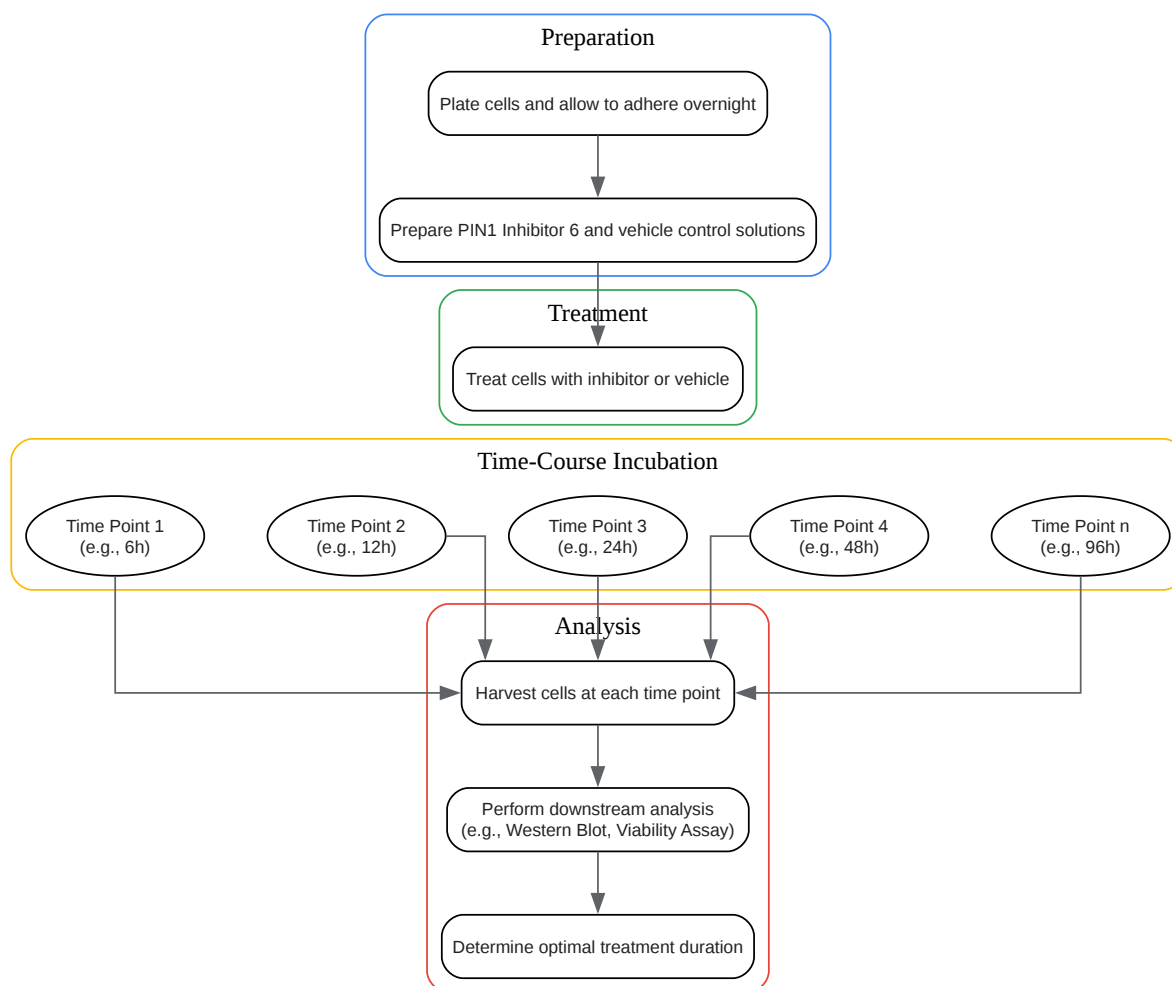 Preparation
Plate cells and allow to adhere overnight
Prepare PIN1 Inhibitor 6 and vehicle control solutions
Treatment
Treat cells with inhibitor or vehicle
Time-Course Incubation
Time Point 1
(e.g., 6h)
Time Point 2
(e.g., 12h)
Time Point 3
(e.g., 24h)
Time Point 4
(e.g., 48h)
Time Point n
(e.g., 96h)
Analysis
Harvest cells at each time point
Perform downstream analysis
(e.g., Western Blot, Viability Assay)
Determine optimal treatment duration